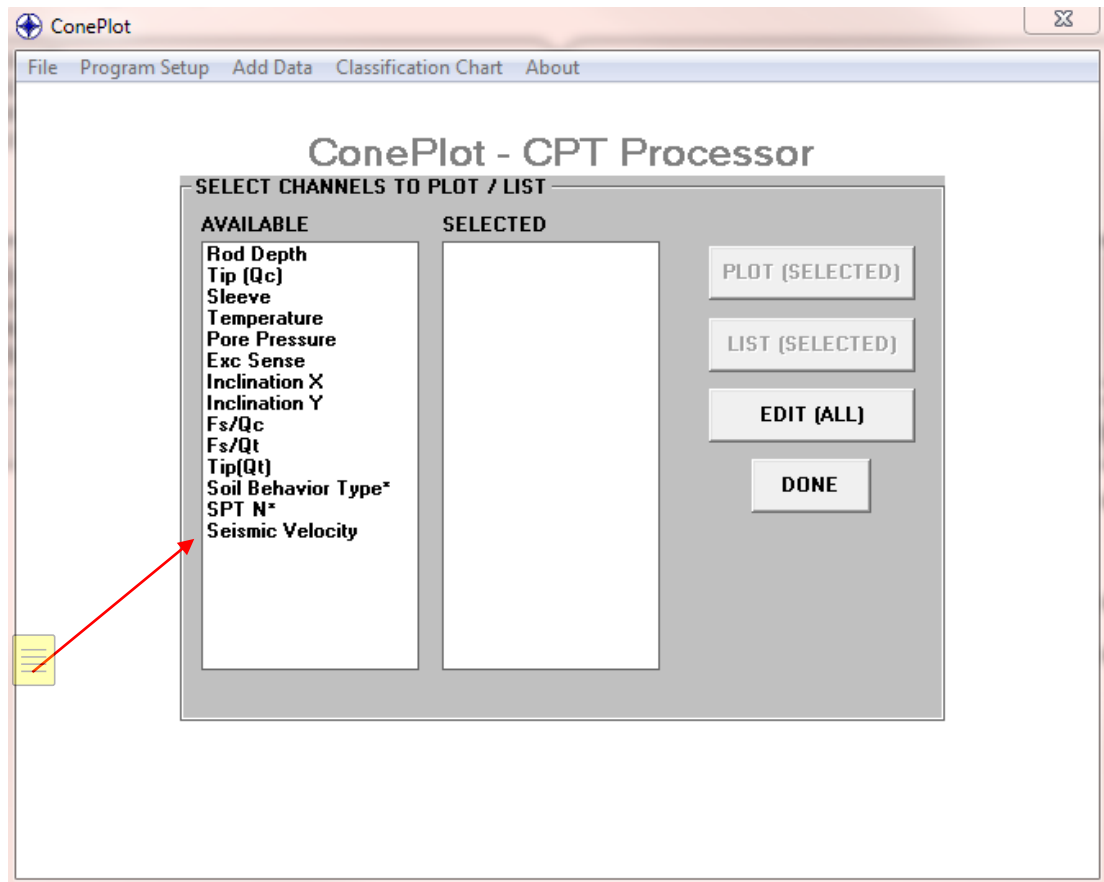 ConePlot
File Program Setup Add Data Classification Chart About
ConePlot - CPT Processor
SELECT CHANNELS TO PLOT / LIST
AVAILABLE
Rod Depth
Tip (Qc)
Sleeve
Temperature
Pore Pressure
Exc Sense
Inclination X
Inclination Y
Fs/Qc
Fs/Qt
Tip(Qt)
Soil Behavior Type*
SPT N*
Seismic Velocity
SELECTED
PLOT (SELECTED)
LIST (SELECTED)
EDIT (ALL)
DONE